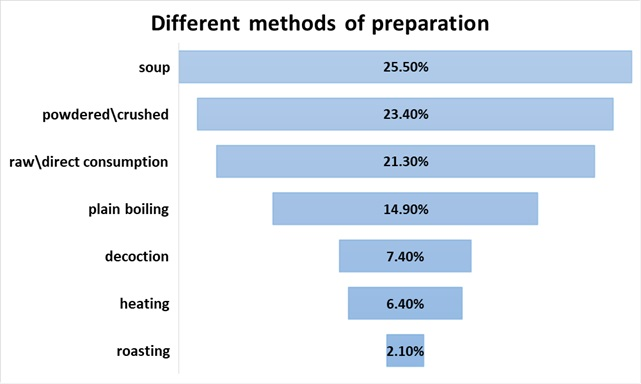 Different methods of preparation
soup 25.50%
powdered\crushed 23.40%
raw\direct consumption 21.30%
plain boiling 14.90%
decoction 7.40%
heating 6.40%
roasting 2.10%